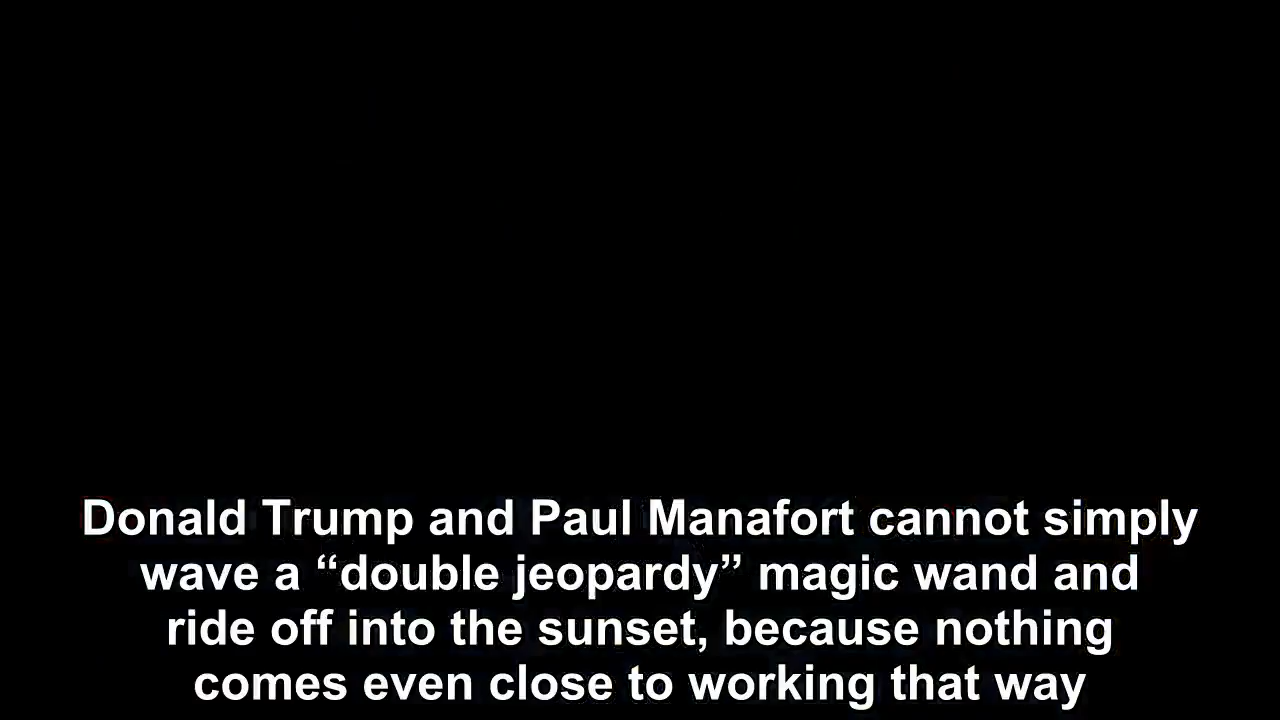 Donald Trump and Paul Manafort cannot simply
wave a “double jeopardy” magic wand and
ride off into the sunset, because nothing
comes even close to working that way